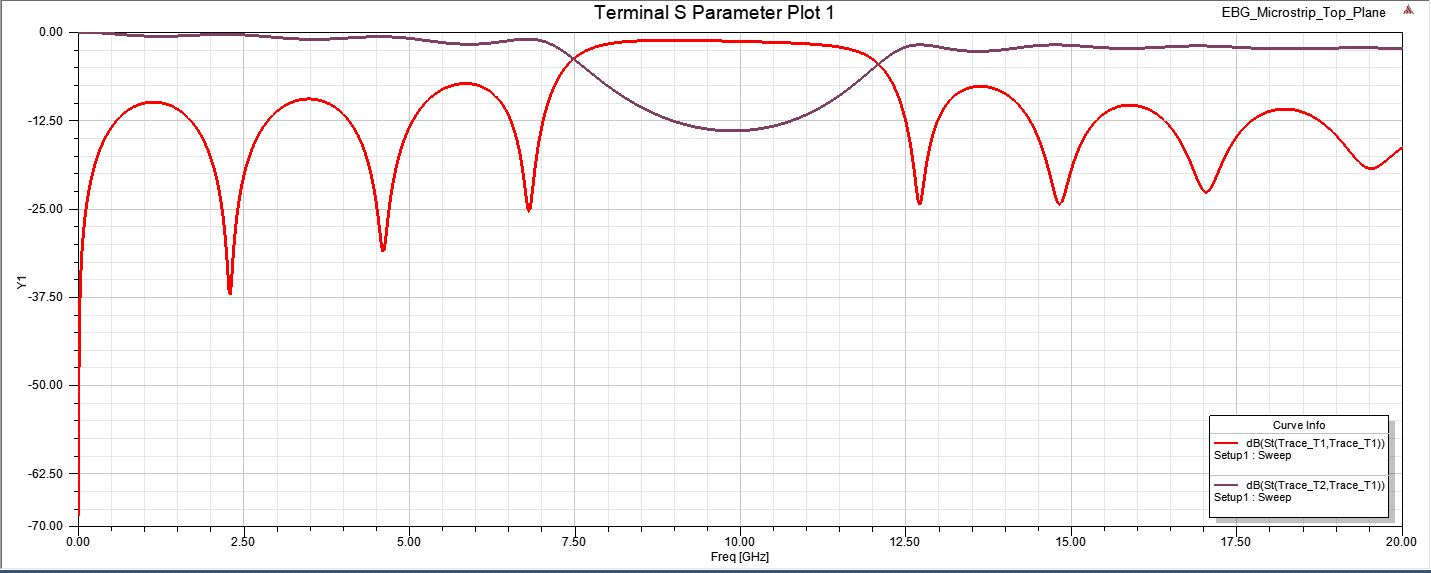 Terminal S Parameter Plot 1
EBG_Microstrip_Top_Plane
0.00
-12.50
-25.00
-37.50
-50.00
-62.50
-70.00
Y1
0.00 2.50 5.00 7.50 10.00 12.50 15.00 17.50 20.00
Freq [GHz]
Curve Info
dB(St(Trace_T1,Trace_T1))
Setup1 : Sweep
dB(St(Trace_T2,Trace_T1))
Setup1 : Sweep